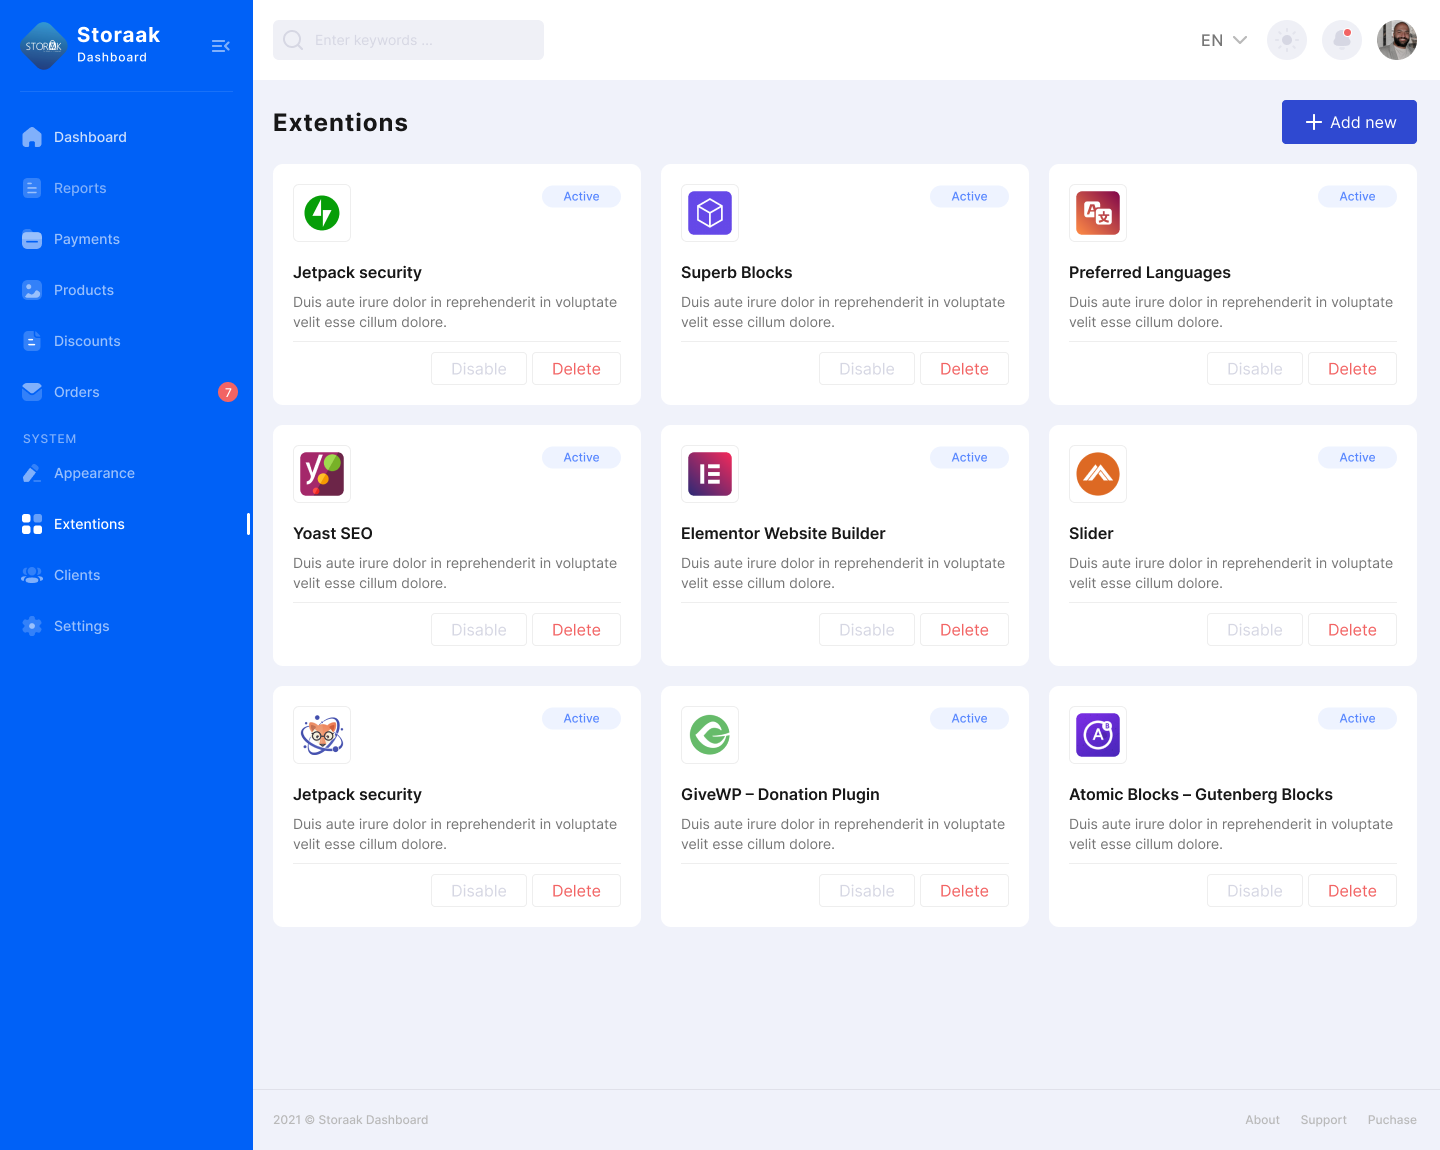 STORAK
Storaak
Dashboard
Enter keywords ...
EN
Dashboard
Reports
Payments
Products
Discounts
Orders
7
SYSTEM
Appearance
Extentions
Clients
Settings
Extentions
Add new
Active
Jetpack security
Duis aute irure dolor in reprehenderit in voluptate
velit esse cillum dolore.
Disable
Delete
Active
Superb Blocks
Duis aute irure dolor in reprehenderit in voluptate
velit esse cillum dolore.
Disable
Delete
A 文
Active
Preferred Languages
Duis aute irure dolor in reprehenderit in voluptate
velit esse cillum dolore.
Disable
Delete
y
Active
Yoast SEO
Duis aute irure dolor in reprehenderit in voluptate
velit esse cillum dolore.
Disable
Delete
Active
Elementor Website Builder
Duis aute irure dolor in reprehenderit in voluptate
velit esse cillum dolore.
Disable
Delete
Active
Slider
Duis aute irure dolor in reprehenderit in voluptate
velit esse cillum dolore.
Disable
Delete
Active
Jetpack security
Duis aute irure dolor in reprehenderit in voluptate
velit esse cillum dolore.
Disable
Delete
Active
GiveWP – Donation Plugin
Duis aute irure dolor in reprehenderit in voluptate
velit esse cillum dolore.
Disable
Delete
A
Active
Atomic Blocks – Gutenberg Blocks
Duis aute irure dolor in reprehenderit in voluptate
velit esse cillum dolore.
Disable
Delete
2021 © Storaak Dashboard
About
Support
Puchase